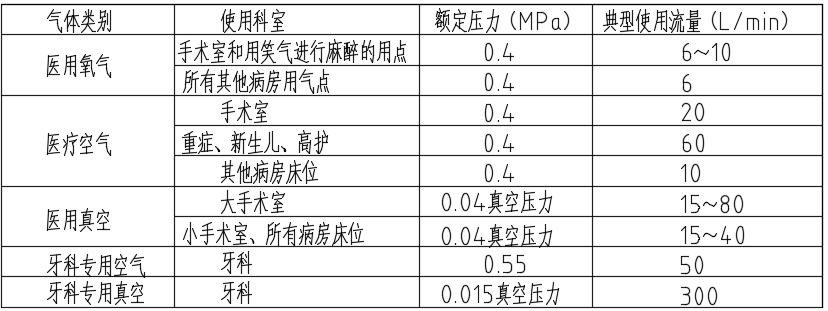 气体类别 使用科室 额定压力(MPa) 典型使用流量(L/min)
医用氧气 手术室和用笑气进行麻醉的用点 0.4 6~10
所有其他病房用气点 0.4 6
医疗空气 手术室 0.4 20
重症、新生儿、高护 0.4 60
其他病房床位 0.4 10
医用真空 大手术室 0.04真空压力 15~80
小手术室、所有病房床位 0.04真空压力 15~40
牙科专用空气 牙科 0.55 50
牙科专用真空 牙科 0.015真空压力 300